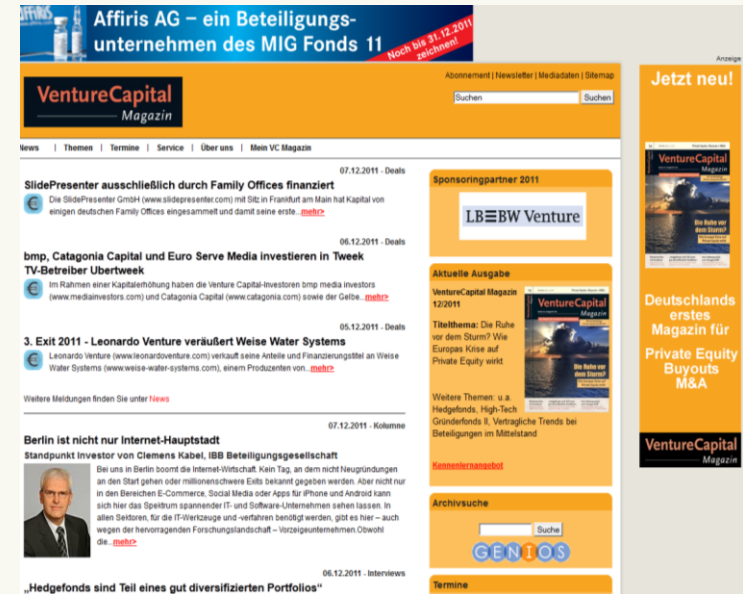 Affiris AG – ein Beteiligungs-
unternehmen des MIG Fonds 11
Noch bis 31.12.2011
zeichnen!
Anzeige
Abonnement | Newsletter | Mediadaten | Sitemap
Suchen
Suchen
VentureCapital
Magazin
News | Themen | Termine | Service | Über uns | Mein VC Magazin
07.12.2011 - Deals
SlidePresenter ausschließlich durch Family Offices finanziert
Die SlidePresenter GmbH (www.slidepresenter.com) mit Sitz in Frankfurt am Main hat Kapital von
einigen deutschen Family Offices eingesammelt und damit seine erste...mehr>
06.12.2011 - Deals
bmp, Catagonia Capital und Euro Serve Media investieren in Tweek
TV-Betreiber Ubertweek
Im Rahmen einer Kapitalerhöhung haben die Venture Capital-Investoren bmp media investors
(www.mediainvestors.com) und Catagonia Capital (www.catagonia.com) sowie der Gelbe...mehr>
05.12.2011 - Deals
3. Exit 2011 - Leonardo Venture veräußert Weise Water Systems
Leonardo Venture (www.leonardoventure.com) verkauft seine Anteile und Finanzierungstitel an Weise
Water Systems (www.weise-water-systems.com), einem Produzenten von...mehr>
Weitere Meldungen finden Sie unter News
07.12.2011 - Kolumne
Berlin ist nicht nur Internet-Hauptstadt
Standpunkt Investor von Clemens Kabel, IBB Beteiligungsgesellschaft
Bei uns in Berlin boomt die Internet-Wirtschaft. Kein Tag, an dem nicht Neugründungen
an den Start gehen oder millionenschwere Exits bekannt gegeben werden. Aber nicht nur
in den Bereichen E-Commerce, Social Media oder Apps für iPhone und Android kann
sich hier das Spektrum spannender IT- und Software-Unternehmen sehen lassen. In
allen Sektoren, für die IT-Werkzeuge und -verfahren benötigt werden, gibt es hier – auch
wegen der hervorragenden Forschungslandschaft – Vorzeigeunternehmen.Obwohl
die...mehr>
06.12.2011 - Interviews
„Hedgefonds sind Teil eines gut diversifizierten Portfolios“
Sponsoringpartner 2011
LB≡BW Venture
Aktuelle Ausgabe
VentureCapital Magazin
12/2011
Titelthema: Die Ruhe
vor dem Sturm? Wie
Europas Krise auf
Private Equity wirkt
Weitere Themen: u.a.
Hedgefonds, High-Tech
Gründerfonds II, Vertragliche Trends bei
Beteiligungen im Mittelstand
VentureCapital
Magazin
Die Ruhe vor
dem Sturm?
Kennenlernangebot
Archivsuche
Suche
GENIOS
Termine
Jetzt neu!
VentureCapital
Magazin
Die Ruhe vor
dem Sturm?
Deutschlands
erstes
Magazin für
Private Equity
Buyouts
M&A
VentureCapital
Magazin